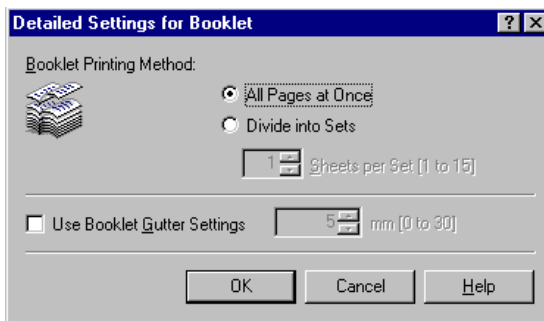 Detailed Settings for Booklet
Booklet Printing Method:
All Pages at Once
Divide into Sets
1 Sheets per Set [1 to 15]
Use Booklet Gutter Settings 5 mm [0 to 30]
OK Cancel Help